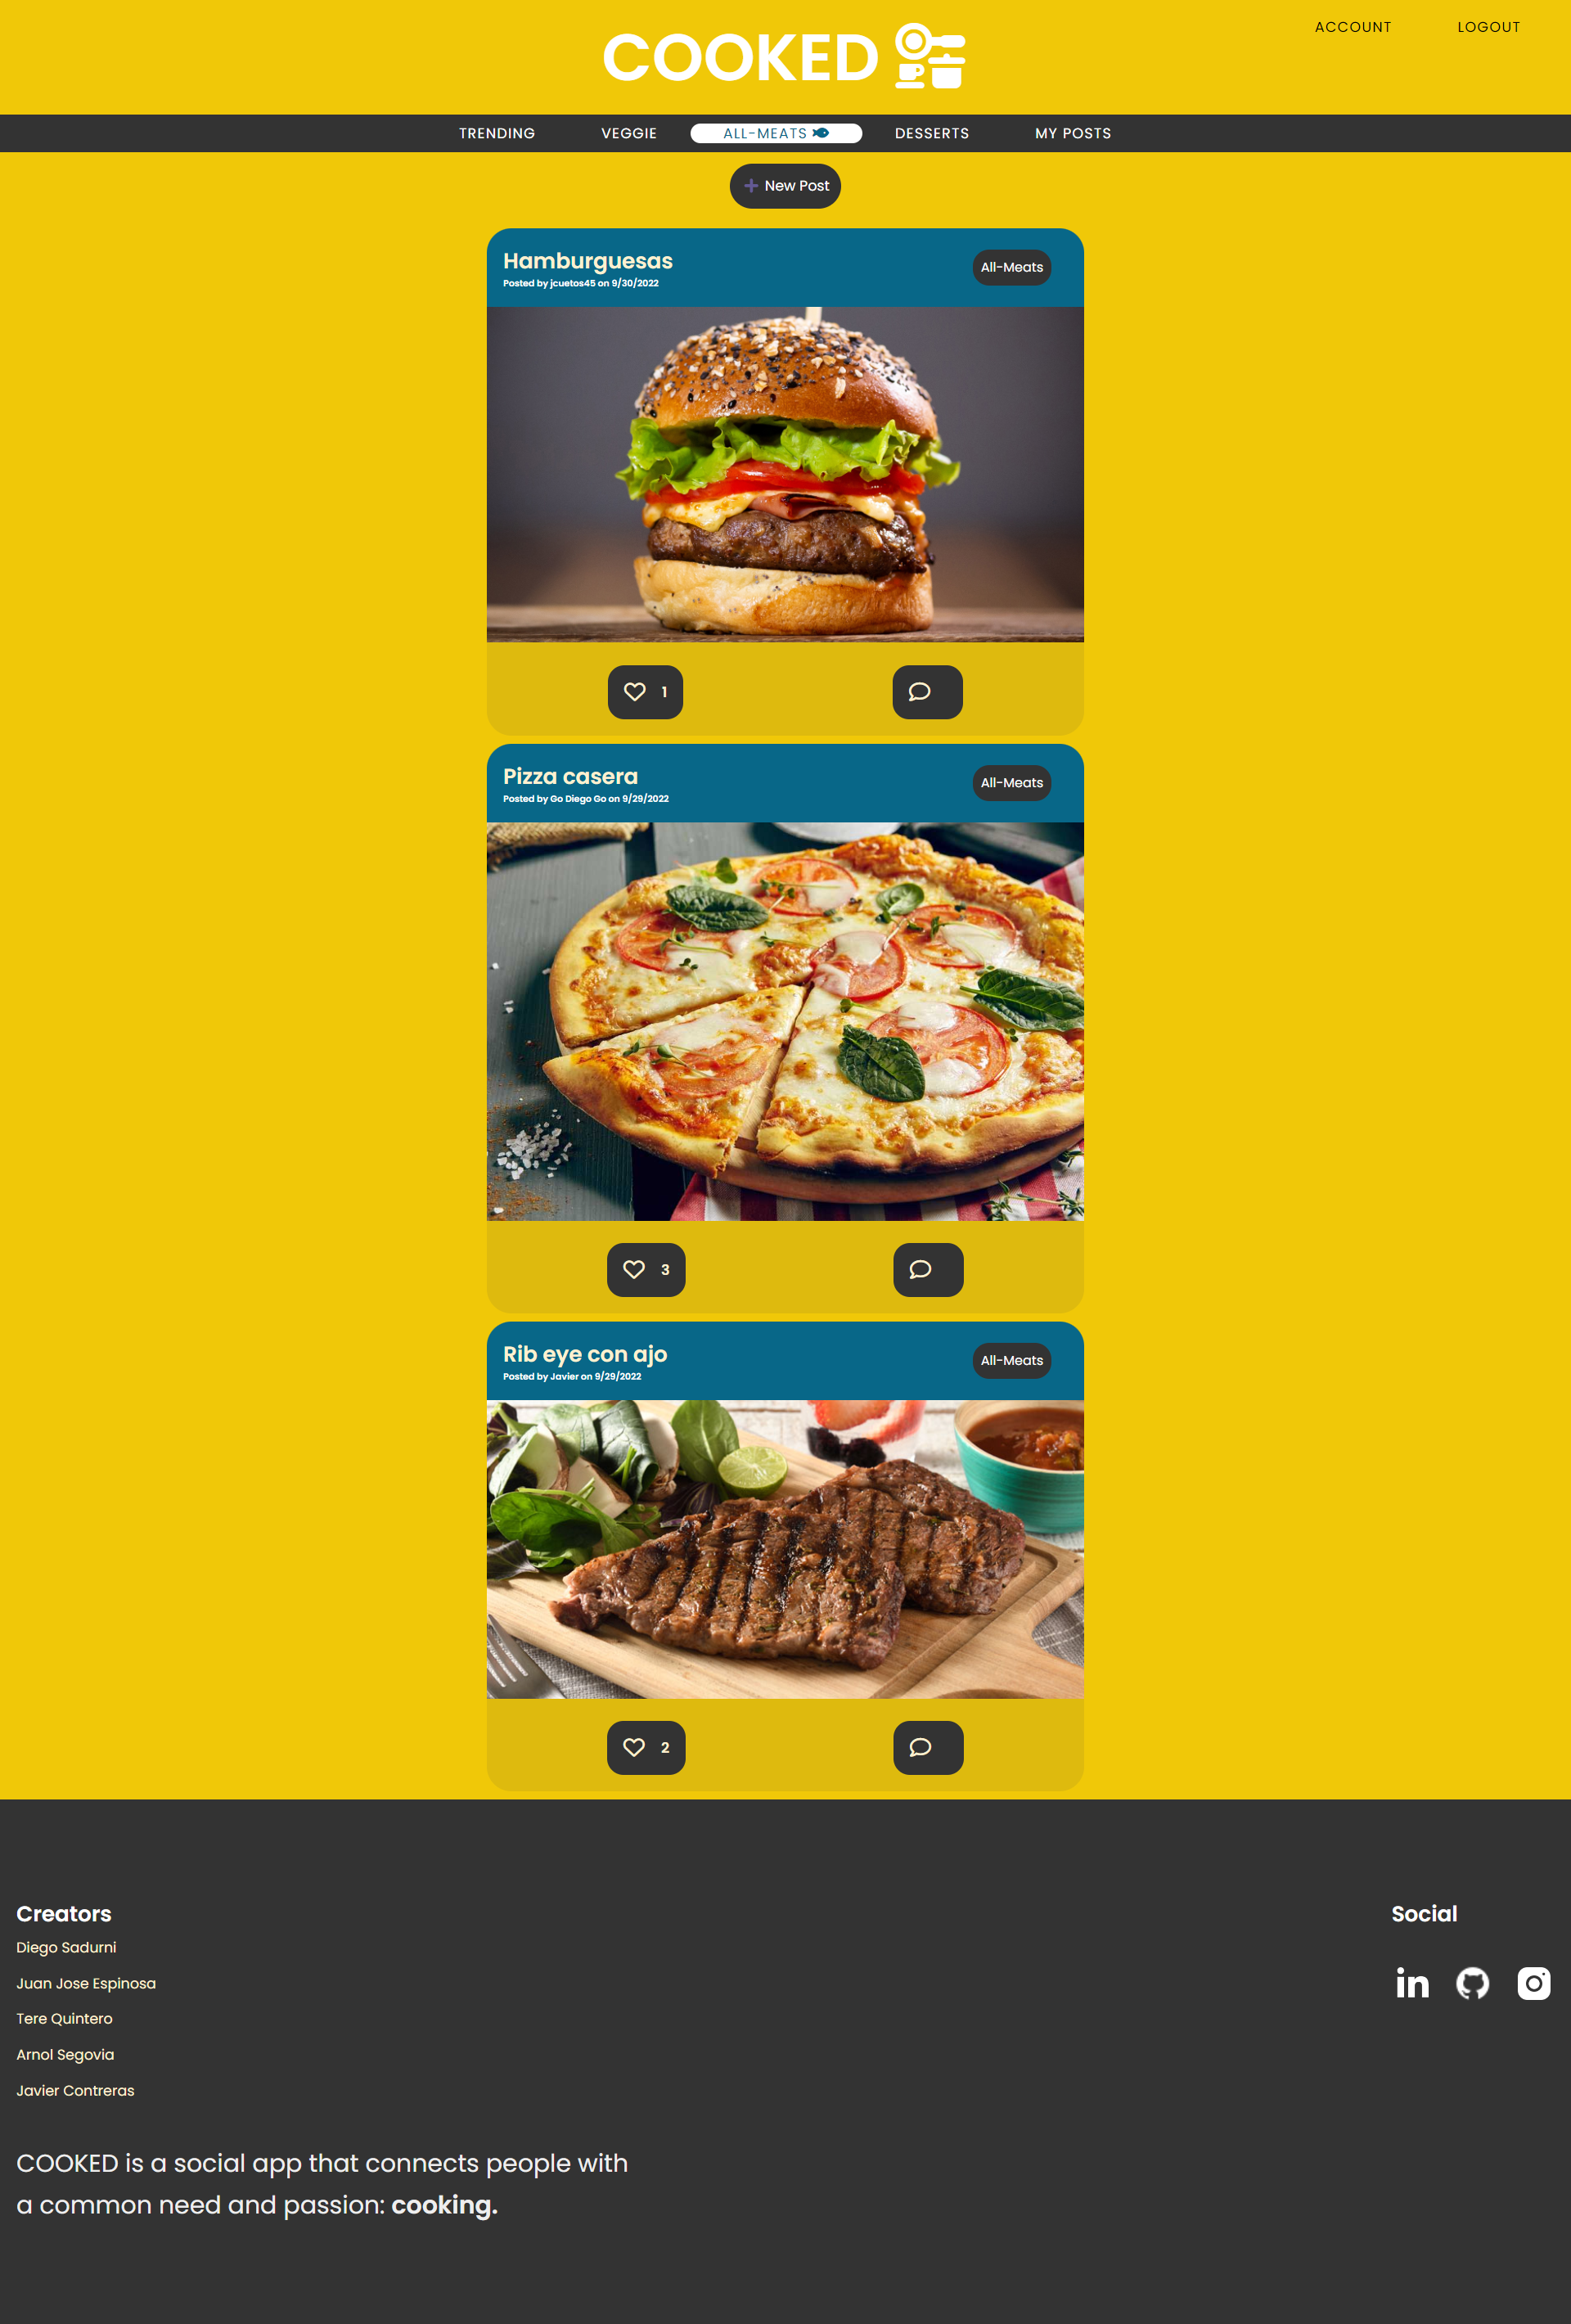 ACCOUNT
LOGOUT
COOKED
TRENDING
VEGGIE
ALL-MEATS
DESSERTS
MY POSTS
New Post
Hamburguesas
All-Meats
Posted by jcuetos45 on 9/30/2022
1
Pizza casera
All-Meats
Posted by Go Diego Go on 9/29/2022
3
Rib eye con ajo
All-Meats
Posted by Javier on 9/29/2022
2
Creators
Diego Sadurni
Juan Jose Espinosa
Tere Quintero
Arnol Segovia
Javier Contreras
Social
in
COOKED is a social app that connects people with
a common need and passion: cooking.